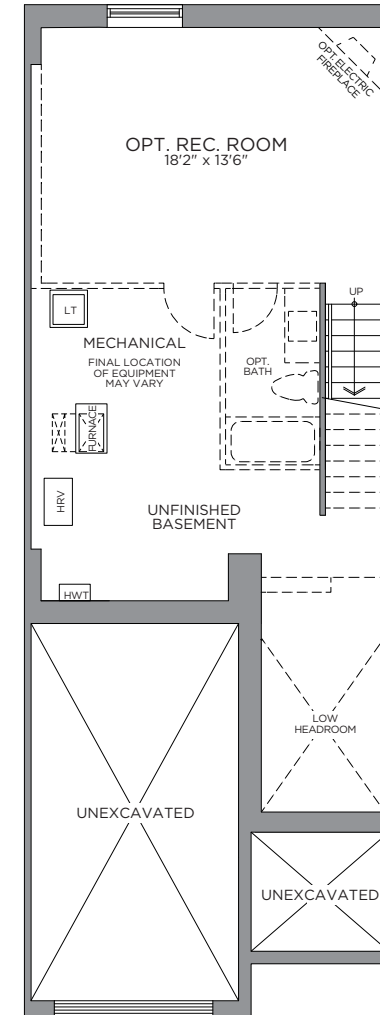 OPT. ELECTRIC
FIREPLACE
OPT. REC. ROOM
18'2" x 13'6"
UP
LT
MECHANICAL
FINAL LOCATION
OF EQUIPMENT
MAY VARY
OPT.
BATH
FURNACE
HRV
UNFINISHED
BASEMENT
HWT
LOW
HEADROOM
UNEXCAVATED
UNEXCAVATED